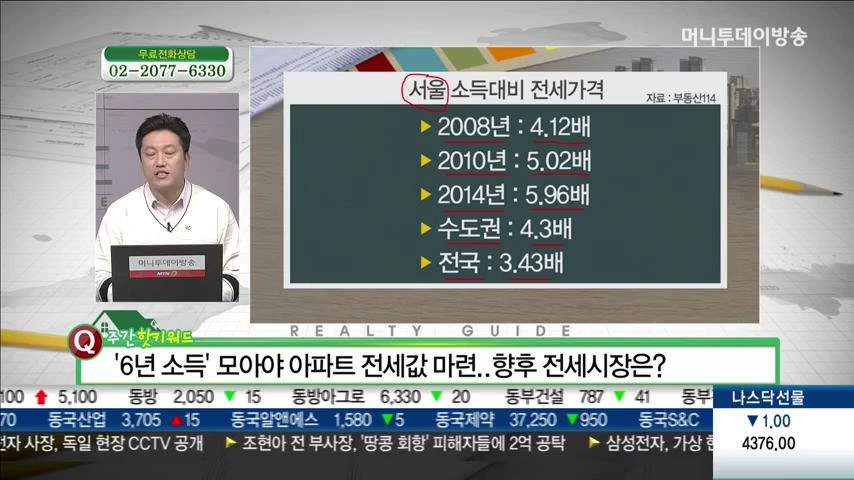 무료전화상담
02-2077-6330
머니투데이방송
서울 소득대비 전세가격
자료 : 부동산114
▶ 2008년 : 4.12배
▶ 2010년 : 5.02배
▶ 2014년 : 5.96배
▶ 수도권 : 4.3배
▶ 전국 : 3.43배
머니투데이방송
MTN
REALTY GUIDE
Q 주간핫키워드
'6년 소득' 모아야 아파트 전세값 마련..향후 전세시장은?
100 ▲ 5,100 동방 2,050 ▼ 15 동방아그로 6,330 ▼ 20 동부건설 787 ▼ 41 동부
나스닥선물
70 동국산업 3,705 ▲ 15 동국알앤에스 1,580 ▼ 5 동국제약 37,250 ▼ 950 동국S&C
▼ 1.00
전자 사장, 독일 현장 CCTV 공개 ▶ 조현아 전 부사장, '땅콩 회항' 피해자들에 2억 공탁 ▶ 삼성전자, 가상 현
4376.00